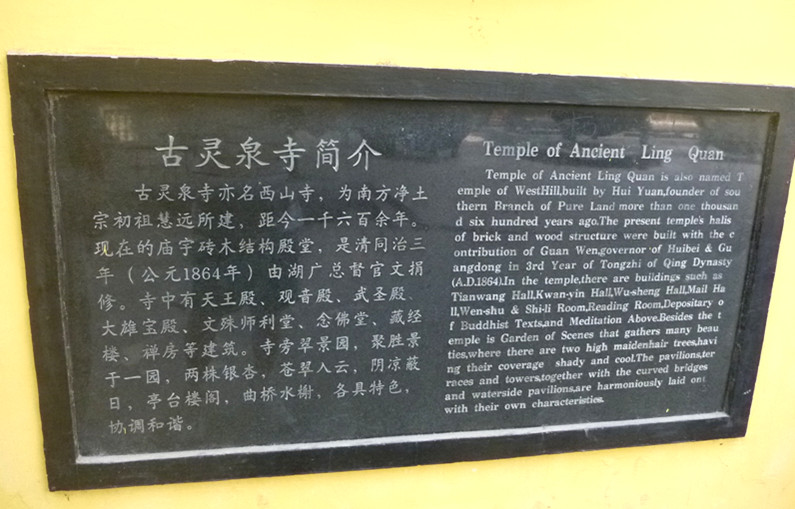 古灵泉寺简介
古灵泉寺亦名西山寺，为南方净土
宗初祖慧远所建，距今一千六百余年。
现在的庙宇砖木结构殿堂，是清同治三
年（公元1864年）由湖广总督官文捐
修。寺中有天王殿、观音殿、武圣殿、
大雄宝殿、文殊师利堂、念佛堂、藏经
楼、禅房等建筑。寺旁翠景园，聚胜景
于一园，两株银杏，苍翠入云，阴凉蔽
日，亭台楼阁，曲桥水榭，各具特色，
协调和谐。
Temple of Ancient Ling Quan
Temple of Ancient Ling Quan is also named T
emple of WestHill,built by Hui Yuan,founder of sou
thern Branch of Pure Land more than one thousan
d six hundred years ago.The present temple's halls
of brick and wood structure were built with the c
ontribution of Guan Wen,governor of Huibei & Gu
angdong in 3rd Year of Tongzhi of Qing Dynasty
(A.D.1864).In the temple,there are buildings such as
Tianwang Hall,Kwan-yin Hall,Wu-sheng Hall,Mail Ha
ll,Wen-shu & Shi-li Room,Reading Room,Depositary o
f Buddhist Texts,and Meditation Above.Besides the t
emple is Garden of Scenes that gathers many beau
ties,where there are two high maidenhair trees,havi
ng their coverage shady and cool.The pavilions,ter
races and towers,together with the curved bridges
and waterside pavilions,are harmoniously laid out
with their own characteristics.